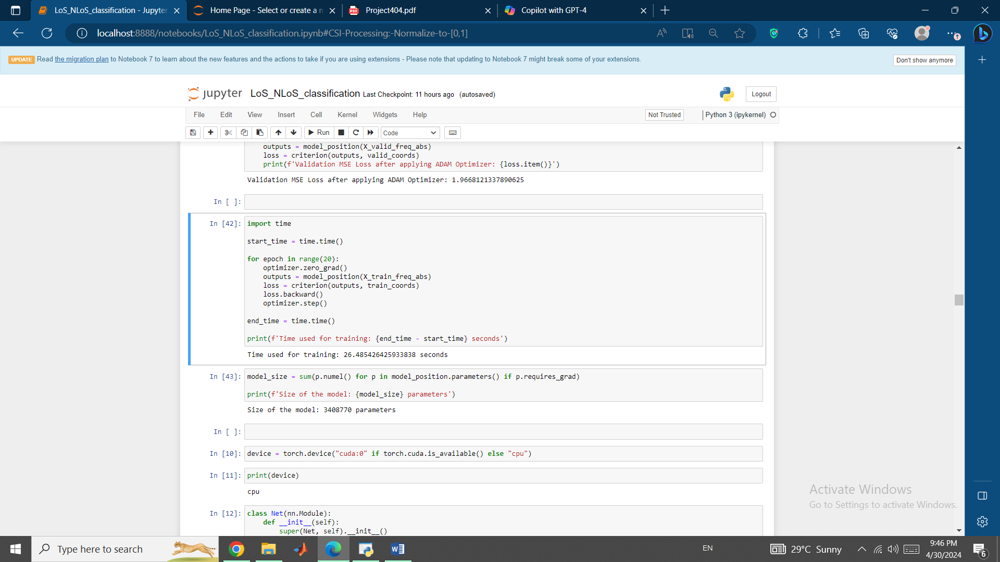 LoS_NLoS_classification - Jupyter
Home Page - Select or create a n
Project404.pdf
Copilot with GPT-4
localhost:8888/notebooks/LoS_NLoS_classification.ipynb#CSI-Processing:-Normalize-to-[0,1]
UPDATE Read the migration plan to Notebook 7 to learn about the new features and the actions to take if you are using extensions - Please note that updating to Notebook 7 might break some of your extensions.
Don't show anymore
jupyter LoS_NLoS_classification Last Checkpoint: 11 hours ago (autosaved)
Logout
File Edit View Insert Cell Kernel Widgets Help
Not Trusted
Python 3 (ipykernel)
Run
Code
outputs = model_position(X_valid_freq_abs)
loss = criterion(outputs, valid_coords)
print(f'Validation MSE Loss after applying ADAM Optimizer: {loss.item()}')
Validation MSE Loss after applying ADAM Optimizer: 1.9668121337890625
In [ ]:
In [42]: import time
start_time = time.time()
for epoch in range(20):
optimizer.zero_grad()
outputs = model_position(X_train_freq_abs)
loss = criterion(outputs, train_coords)
loss.backward()
optimizer.step()
end_time = time.time()
print(f'Time used for training: {end_time - start_time} seconds')
Time used for training: 26.485426425933838 seconds
In [43]: model_size = sum(p.numel() for p in model_position.parameters() if p.requires_grad)
print(f'Size of the model: {model_size} parameters')
Size of the model: 3408770 parameters
In [ ]:
In [10]: device = torch.device("cuda:0" if torch.cuda.is_available() else "cpu")
In [11]: print(device)
cpu
In [12]: class Net(nn.Module):
def __init__(self):
super(Net, self).__init__()
Activate Windows
Go to Settings to activate Windows.
Type here to search
EN
29°C Sunny
9:46 PM
4/30/2024
6